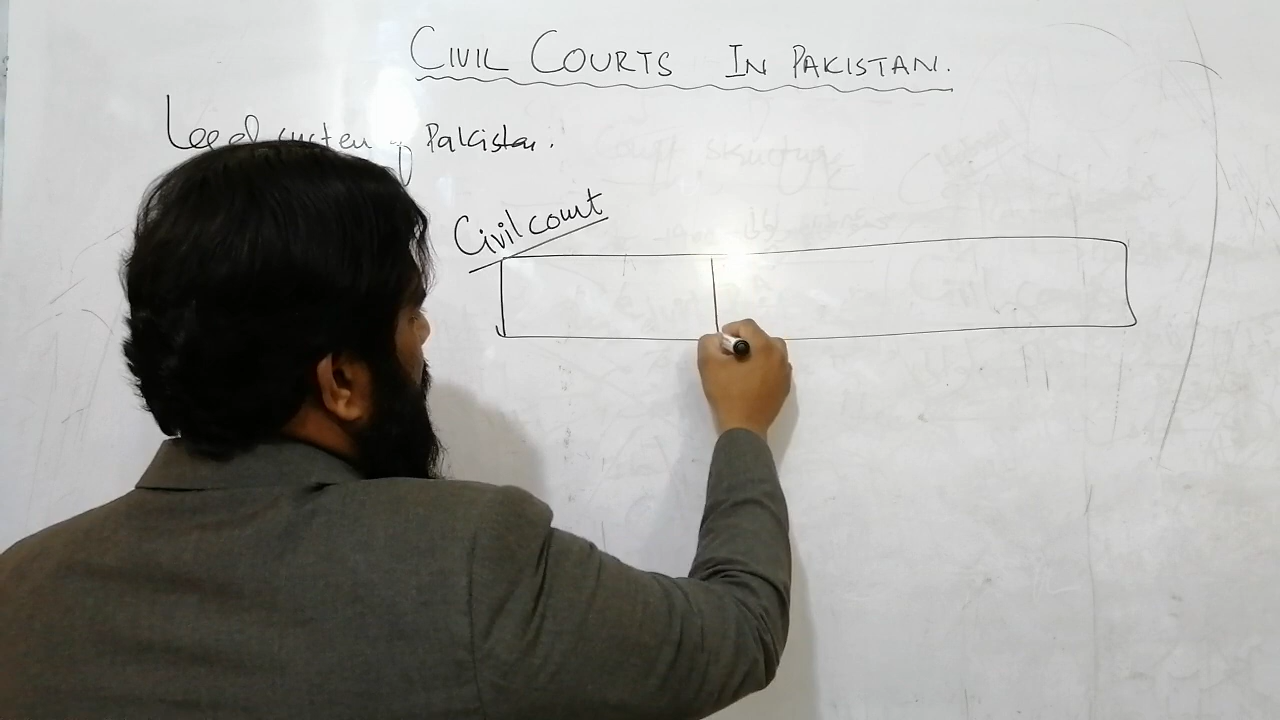 CIVIL COURTS IN PAKISTAN.
Legal system of Pakistan.
Civil court